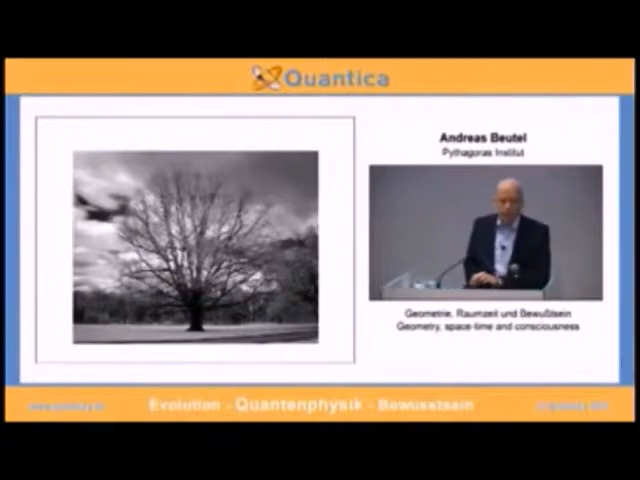 Quantica
Andreas Beutel
Pythagoras Institut
Geometrie, Raumzeit und Bewußtsein
Geometry, space-time and consciousness
Evolution - Quantenphysik - Bewusstsein